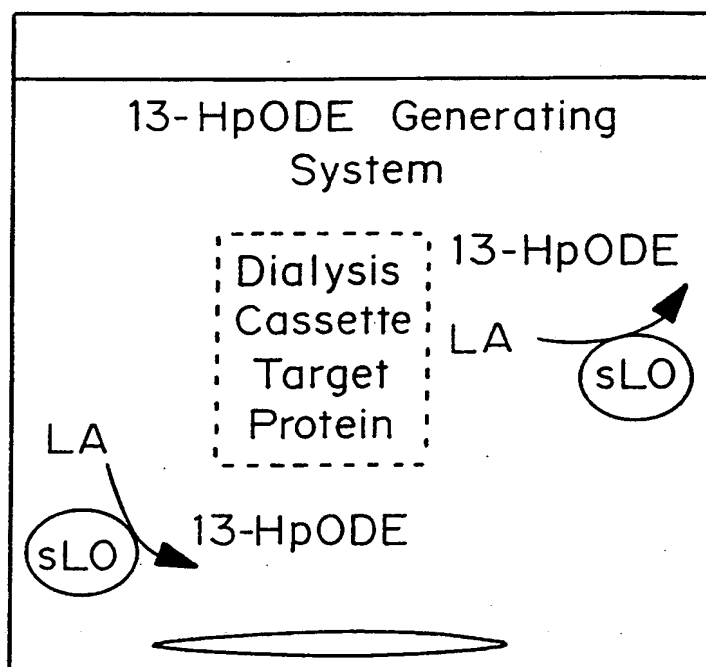 13-HpODE Generating
System
Dialysis
Cassette
Target
Protein
13-HpODE
LA
sLO
LA
sLO
13-HpODE